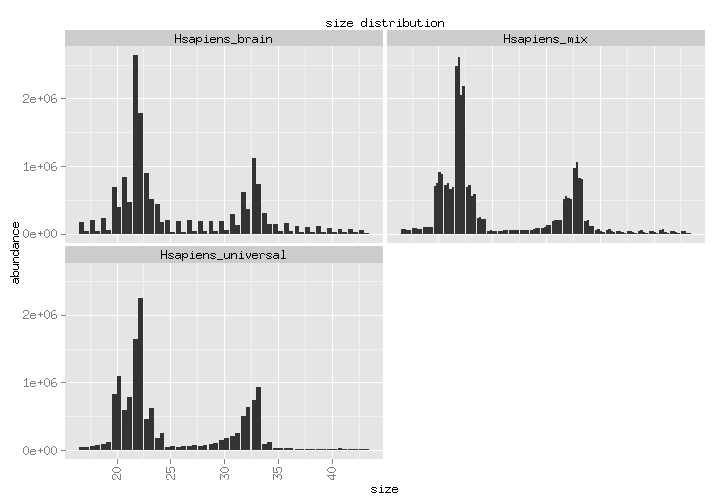 size distribution
Hsapiens_brain
Hsapiens_mix
2e+06
1e+06
0e+00
abundance
Hsapiens_universal
2e+06
1e+06
0e+00
20
25
30
35
40
size